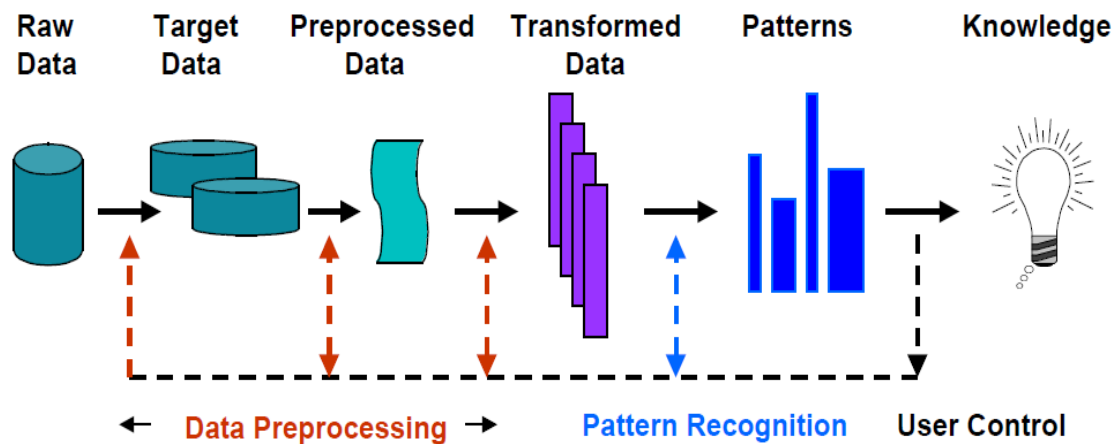 Raw Data
Target Data
Preprocessed Data
Transformed Data
Patterns
Knowledge
Data Preprocessing
Pattern Recognition
User Control